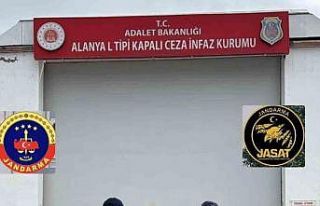 T.C.
ADALET BAKANLIĞI
ALANYA L TİPİ KAPALI CEZA İNFAZ KURUMU
JANDARMA
JANDARMA
JASAT